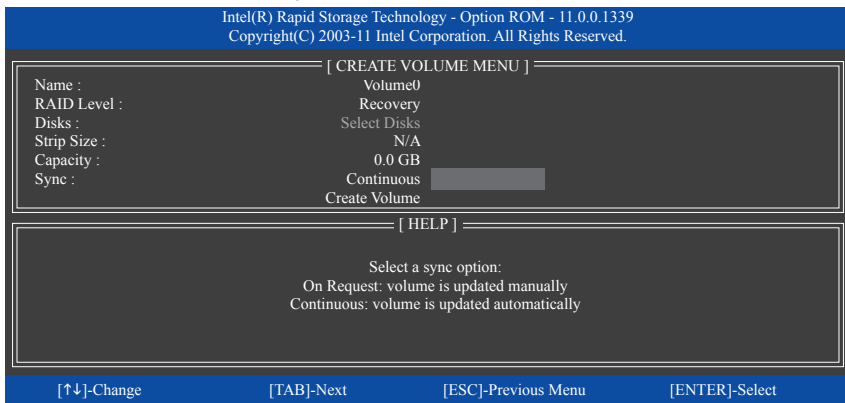 Intel(R) Rapid Storage Technology - Option ROM - 11.0.0.1339
Copyright(C) 2003-11 Intel Corporation. All Rights Reserved.
[ CREATE VOLUME MENU ]
Name : Volume0
RAID Level : Recovery
Disks : Select Disks
Strip Size : N/A
Capacity : 0.0 GB
Sync : Continuous
Create Volume
[ HELP ]
Select a sync option:
On Request: volume is updated manually
Continuous: volume is updated automatically
[↑↓]-Change [TAB]-Next [ESC]-Previous Menu [ENTER]-Select